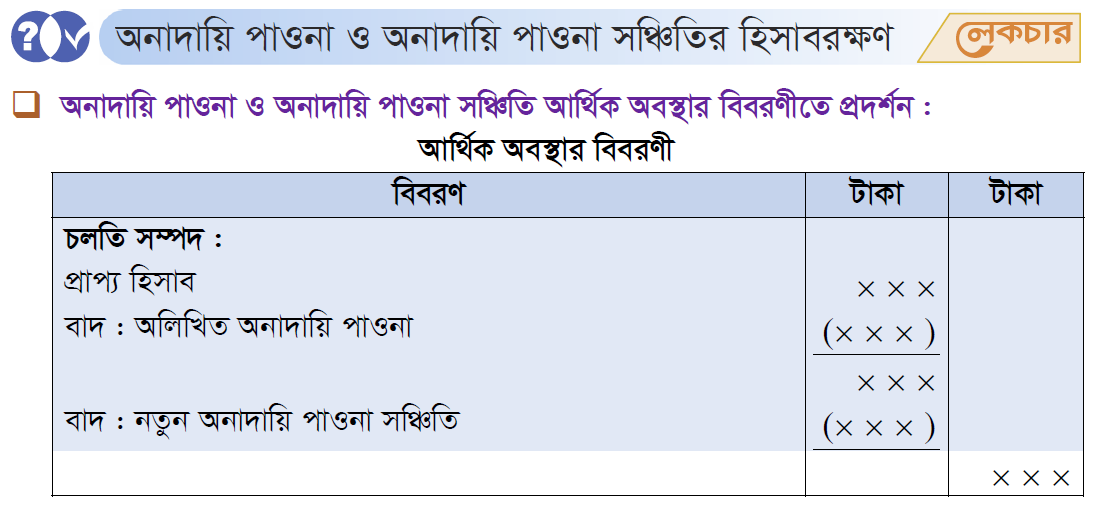 ? অনাদায়ি পাওনা ও অনাদায়ি পাওনা সঞ্চিতির হিসাবরক্ষণ লেকচার
অনাদায়ি পাওনা ও অনাদায়ি পাওনা সঞ্চিতি আর্থিক অবস্থার বিবরণীতে প্রদর্শন :
আর্থিক অবস্থার বিবরণী
বিবরণ টাকা টাকা
চলতি সম্পদ :
প্রাপ্য হিসাব × × ×
বাদ : অলিখিত অনাদায়ি পাওনা (× × × )
× × ×
বাদ : নতুন অনাদায়ি পাওনা সঞ্চিতি (× × × )
× × ×